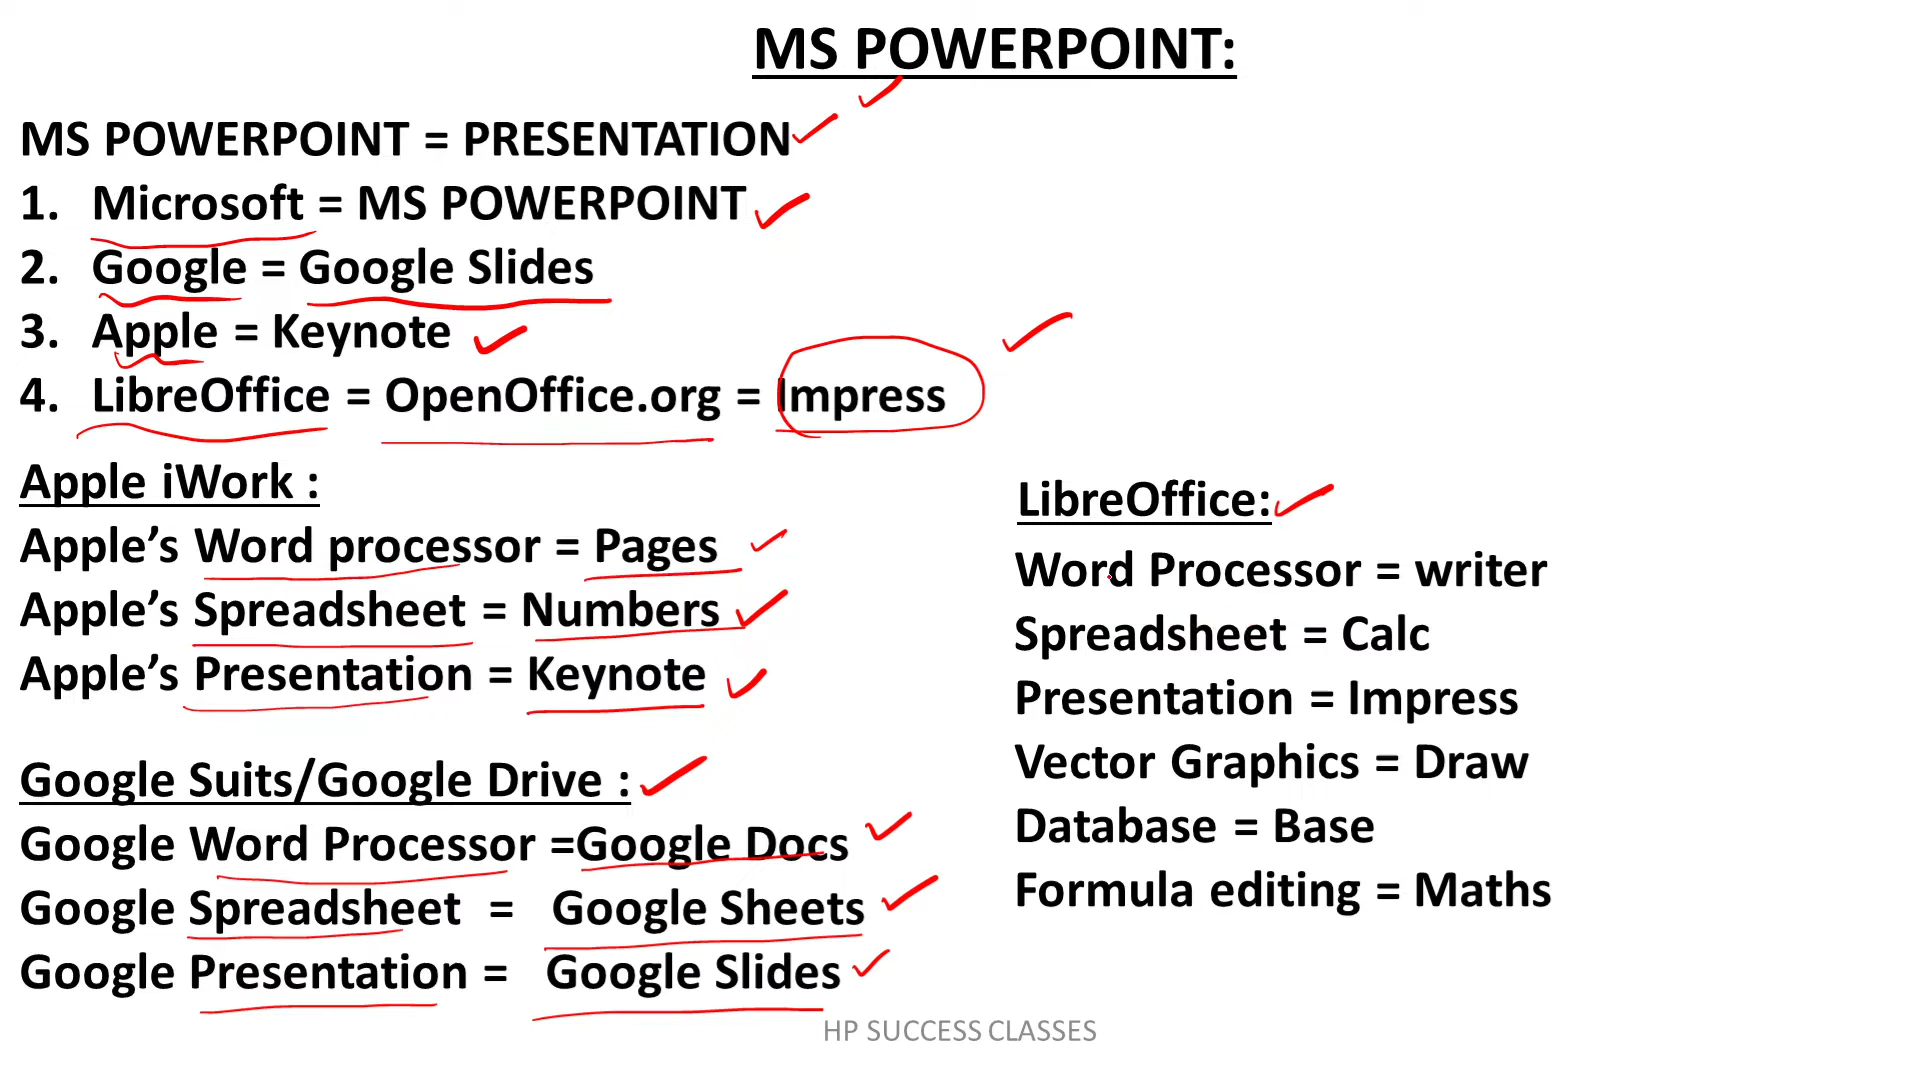 MS POWERPOINT:
MS POWERPOINT = PRESENTATION
1. Microsoft = MS POWERPOINT
2. Google = Google Slides
3. Apple = Keynote
4. LibreOffice = OpenOffice.org = Impress
Apple iWork :
Apple’s Word processor = Pages
Apple’s Spreadsheet = Numbers
Apple’s Presentation = Keynote
Google Suits/Google Drive :
Google Word Processor =Google Docs
Google Spreadsheet = Google Sheets
Google Presentation = Google Slides
LibreOffice:
Word Processor = writer
Spreadsheet = Calc
Presentation = Impress
Vector Graphics = Draw
Database = Base
Formula editing = Maths
HP SUCCESS CLASSES